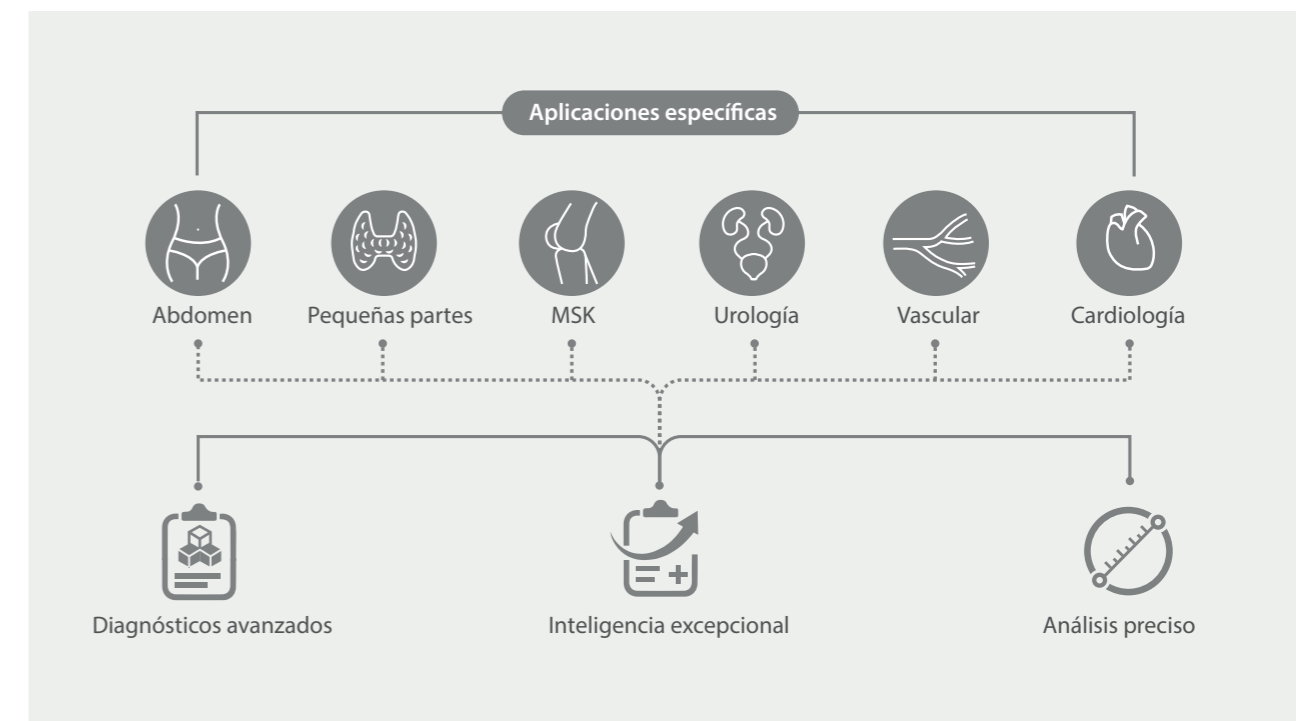 Aplicaciones específicas
Abdomen
Pequeñas partes
MSK
Urología
Vascular
Cardiología
Diagnósticos avanzados
Inteligencia excepcional
Análisis preciso